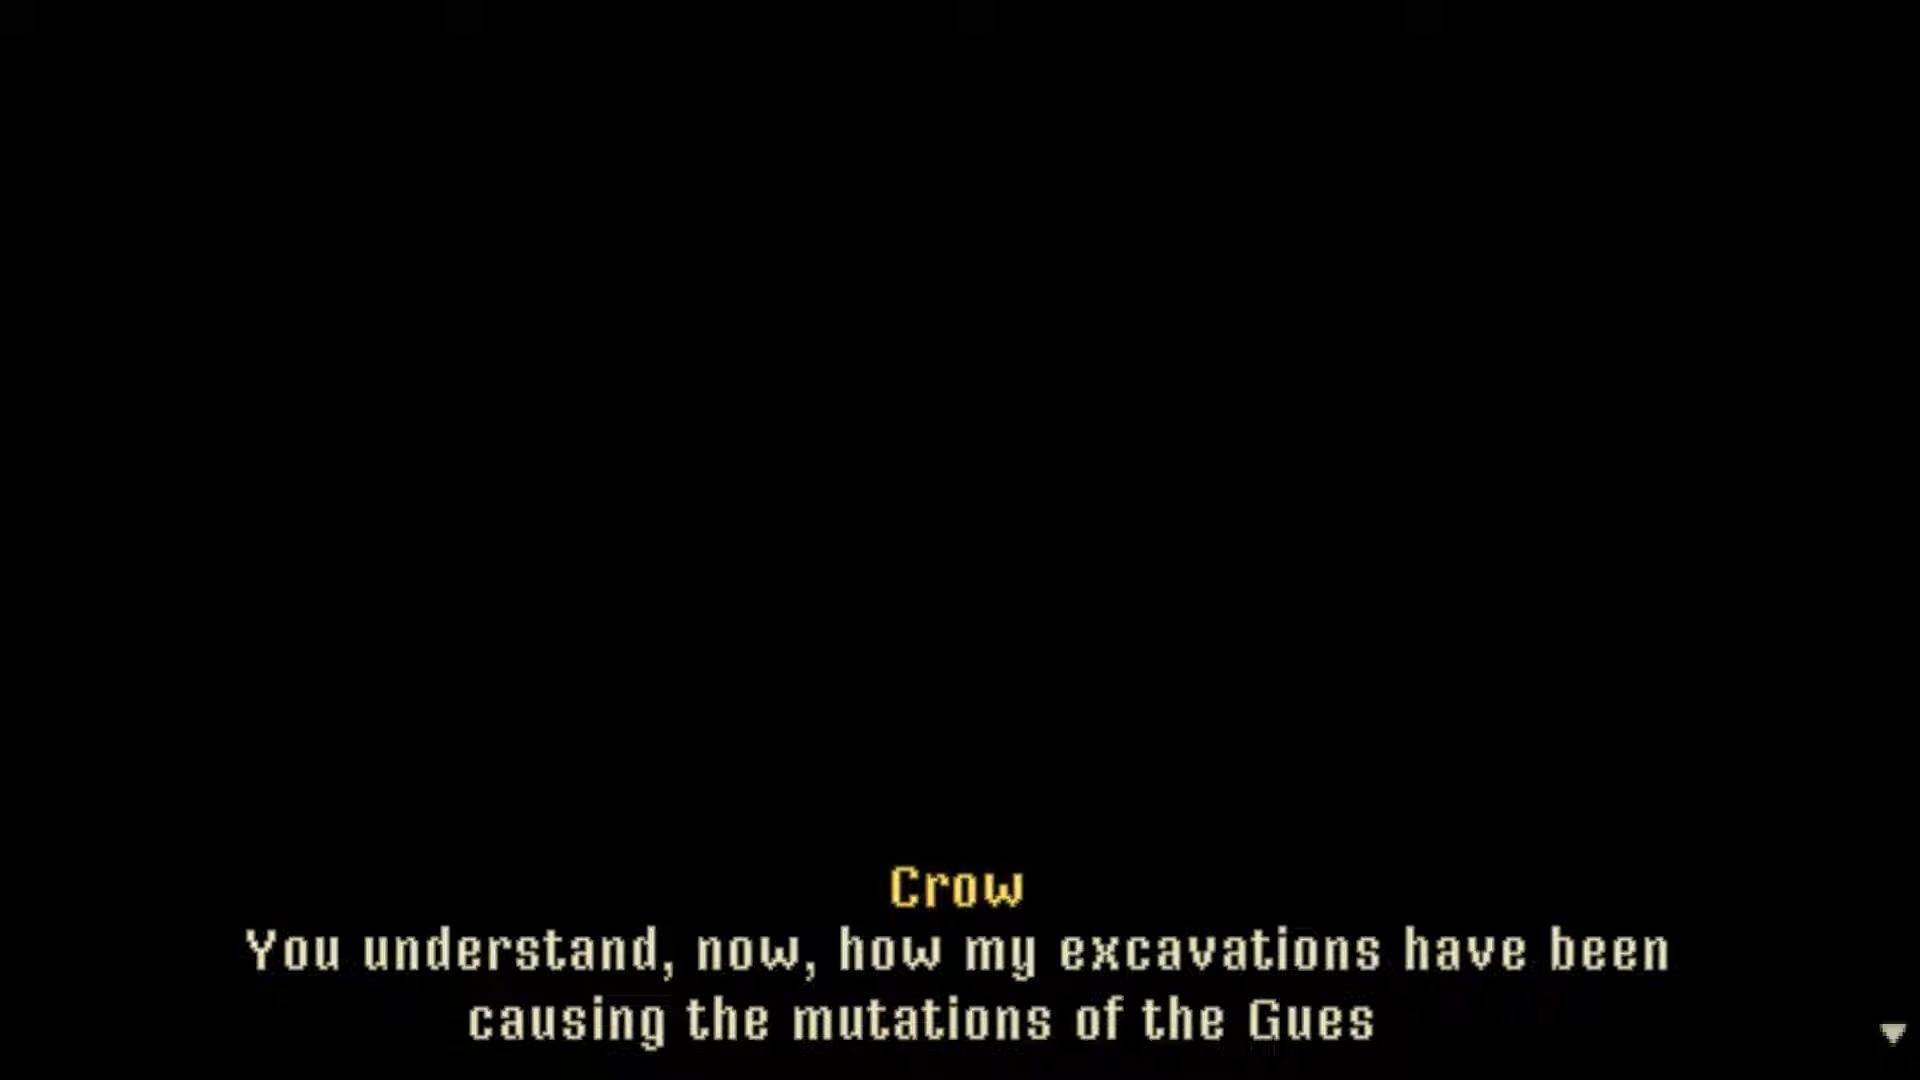 Crow
You understand, now, how my excavations have been
causing the mutations of the Gues